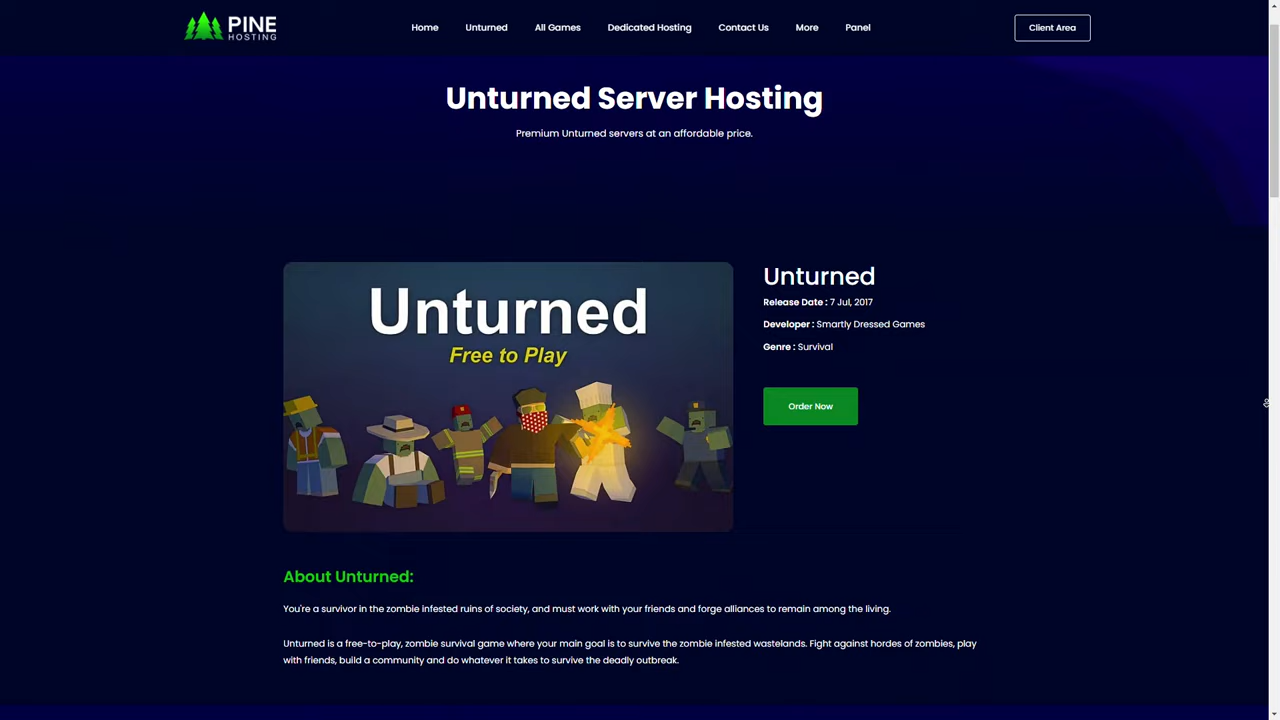 PINE
HOSTING
Home
Unturned
All Games
Dedicated Hosting
Contact Us
More
Panel
Client Area
Unturned Server Hosting
Premium Unturned servers at an affordable price.
Unturned
Free to Play
Unturned
Release Date : 7 Jul, 2017
Developer : Smartly Dressed Games
Genre : Survival
Order Now
About Unturned:
You're a survivor in the zombie infested ruins of society, and must work with your friends and forge alliances to remain among the living.
Unturned is a free-to-play, zombie survival game where your main goal is to survive the zombie infested wastelands. Fight against hordes of zombies, play
with friends, build a community and do whatever it takes to survive the deadly outbreak.